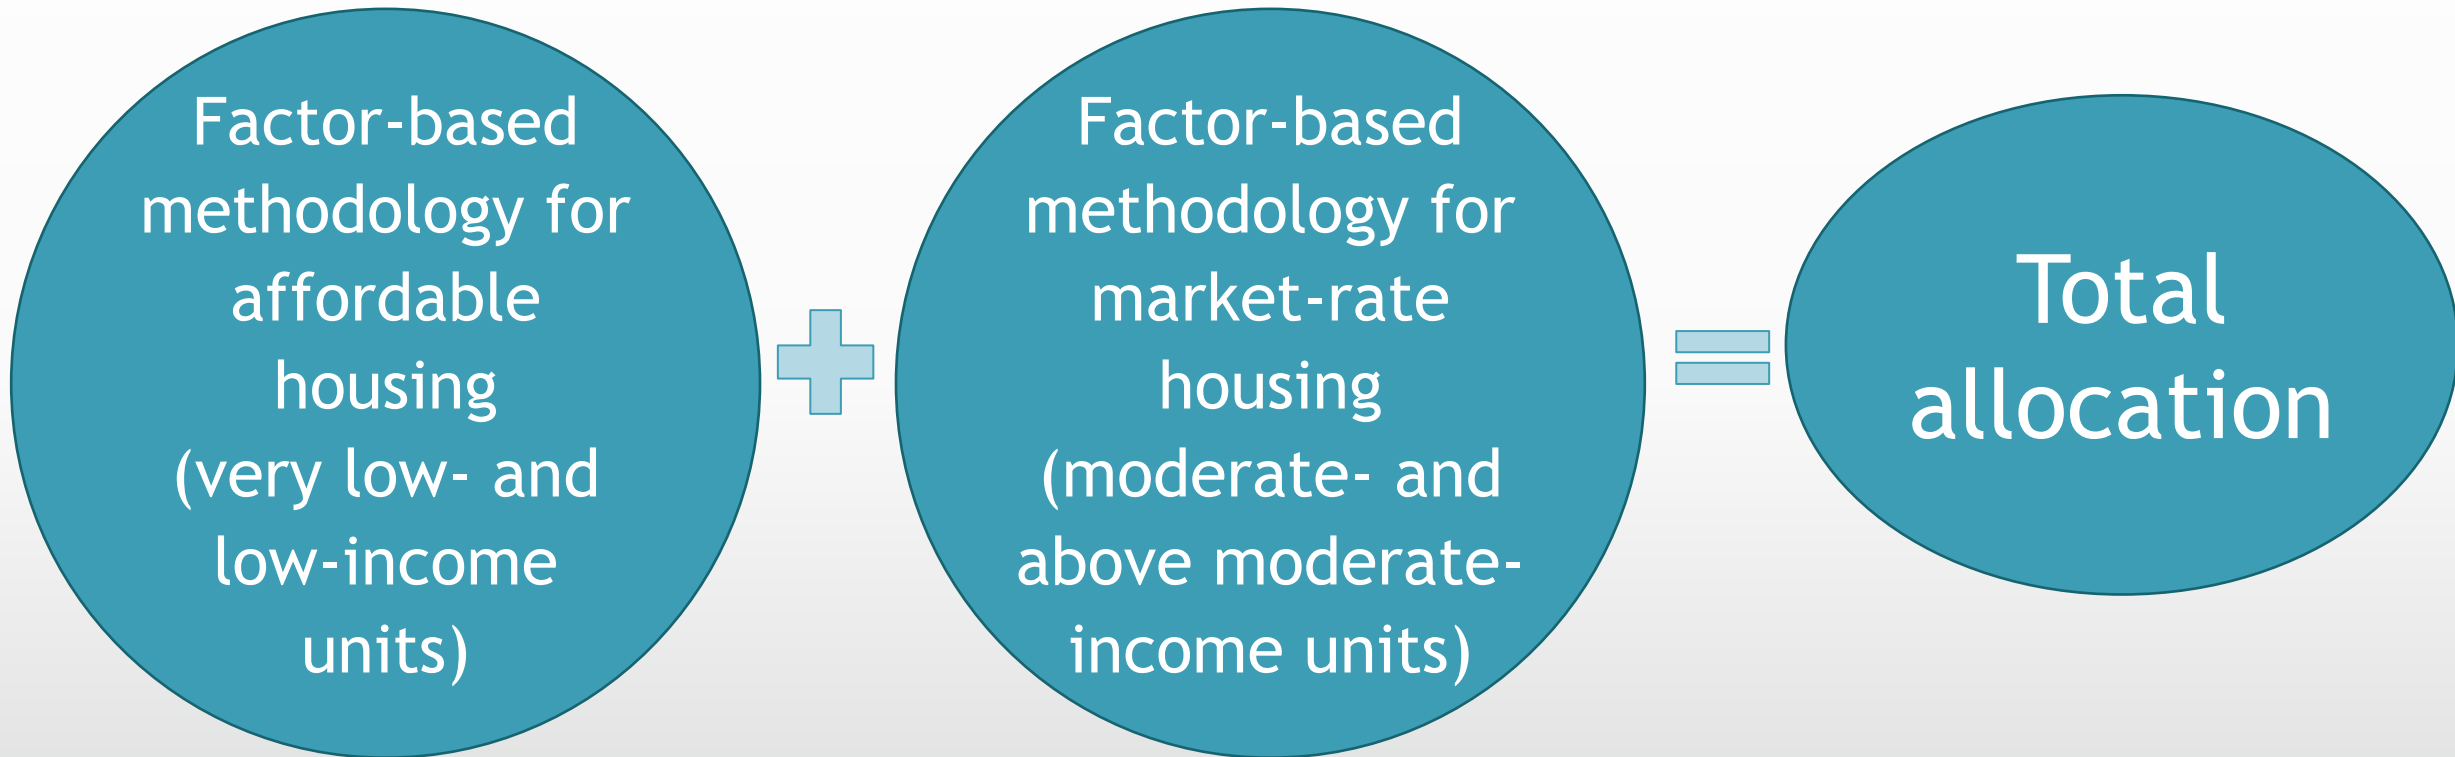 Factor-based
methodology for
affordable
housing
(very low- and
low-income
units)
Factor-based
methodology for
market-rate
housing
(moderate- and
above moderate-
income units)
Total
allocation